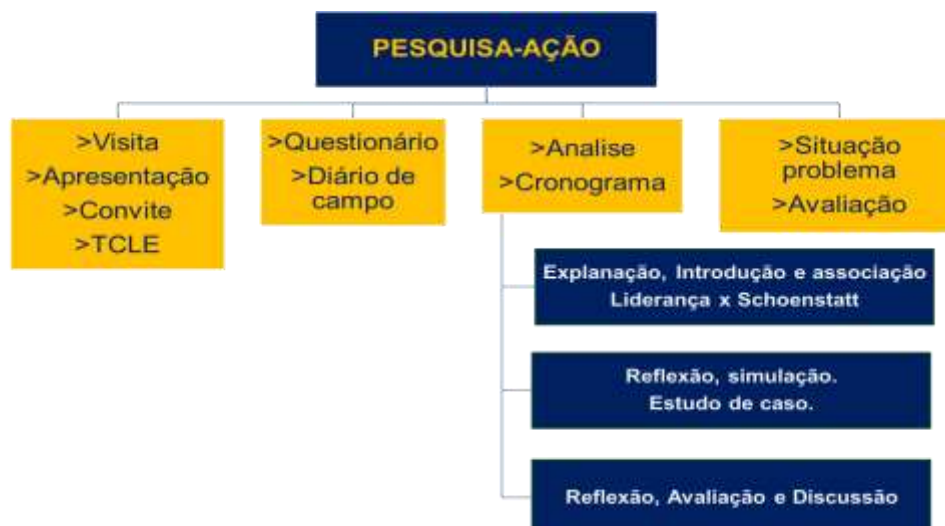 PESQUISA-AÇÃO
>Visita
>Apresentação
>Convite
>TCLE
>Questionário
>Diário de
campo
>Analise
>Cronograma
>Situação
problema
>Avaliação
Explanação, Introdução e associação
Liderança x Schoenstatt
Reflexão, simulação.
Estudo de caso.
Reflexão, Avaliação e Discussão